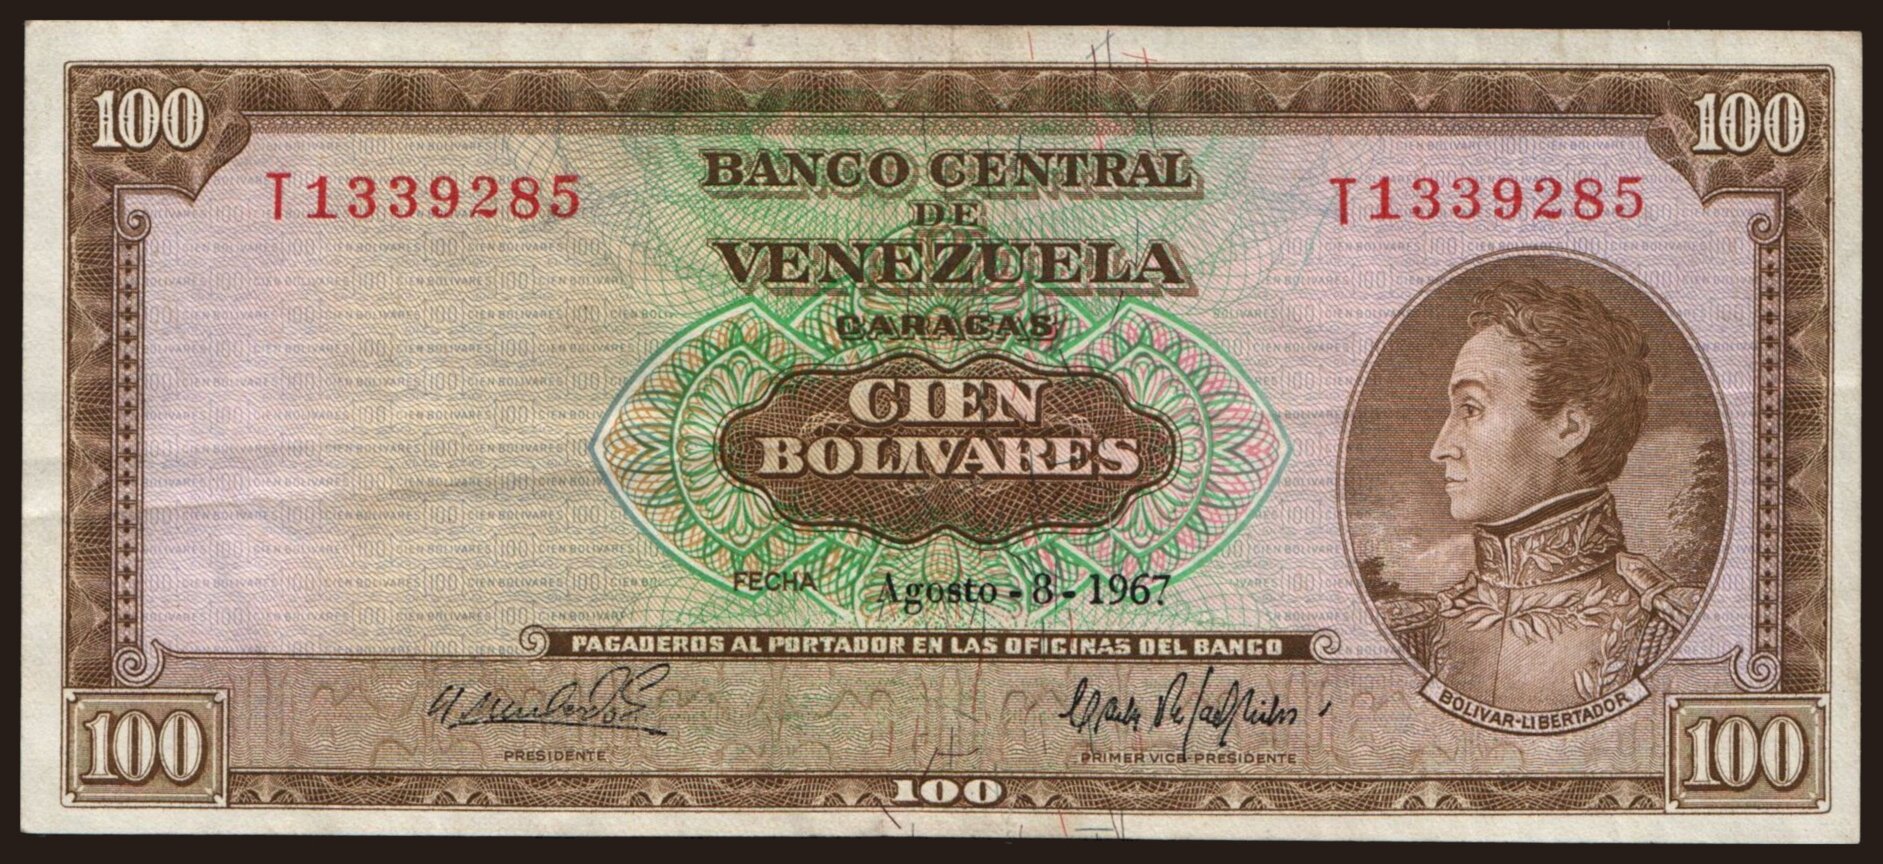 100 100
T1339285 T1339285
BANCO CENTRAL
DE
VENEZUELA
CARACAS
CIEN
BOLIVARES
FECHA Agosto - 8 - 1967
PAGADEROS AL PORTADOR EN LAS OFICINAS DEL BANCO
BOLIVAR-LIBERTADOR
PRESIDENTE PRIMER VICE-PRESIDENTE
100 100 100